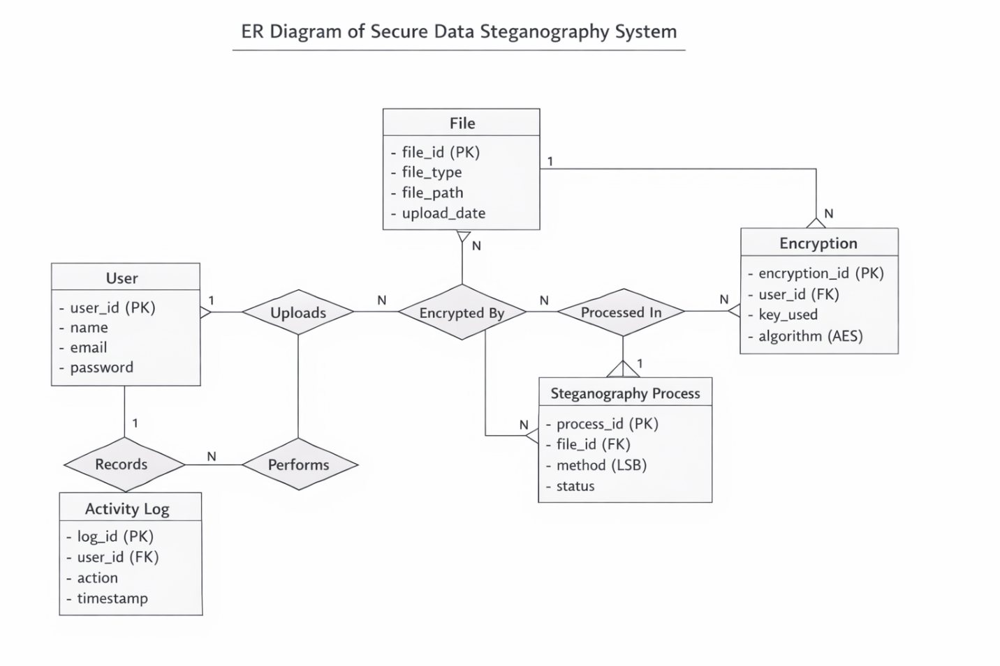 ER Diagram of Secure Data Steganography System
File
- file_id (PK)
- file_type
- file_path
- upload_date
1
N
N
Encryption
- encryption_id (PK)
- user_id (FK)
- key_used
- algorithm (AES)
User
- user_id (PK)
- name
- email
- password
1
Uploads
N
Encrypted By
N
Processed In
N
1
Steganography Process
- process_id (PK)
- file_id (FK)
- method (LSB)
- status
N
1
Records
N
Performs
Activity Log
- log_id (PK)
- user_id (FK)
- action
- timestamp